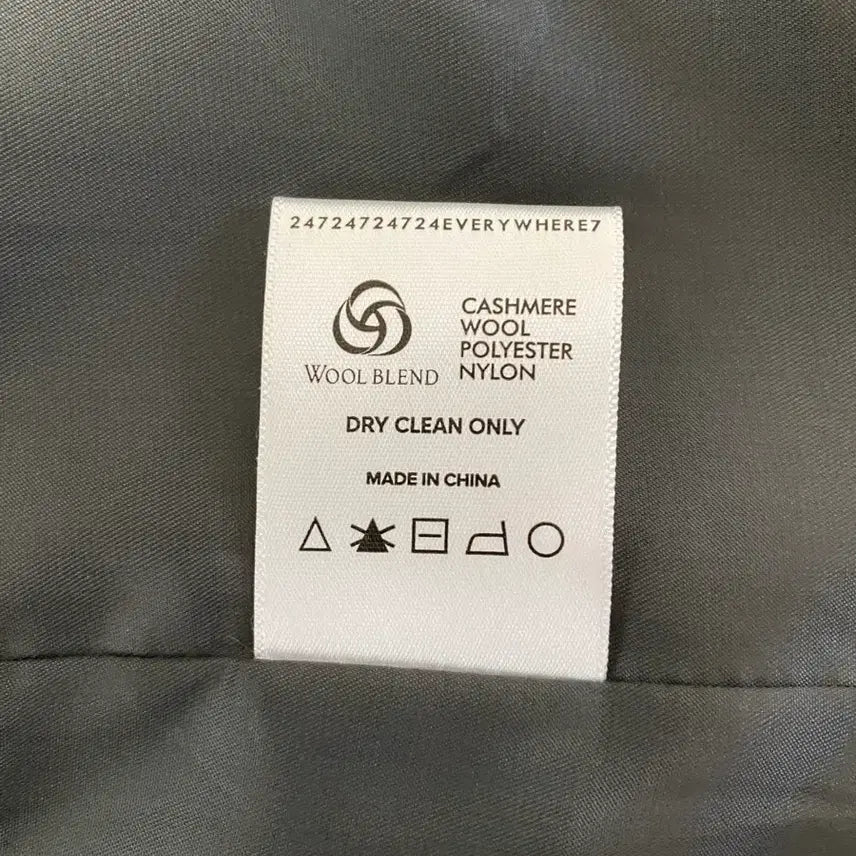 24724724724EVERYWHERE7
WOOL BLEND
CASHMERE
WOOL
POLYESTER
NYLON
DRY CLEAN ONLY
MADE IN CHINA